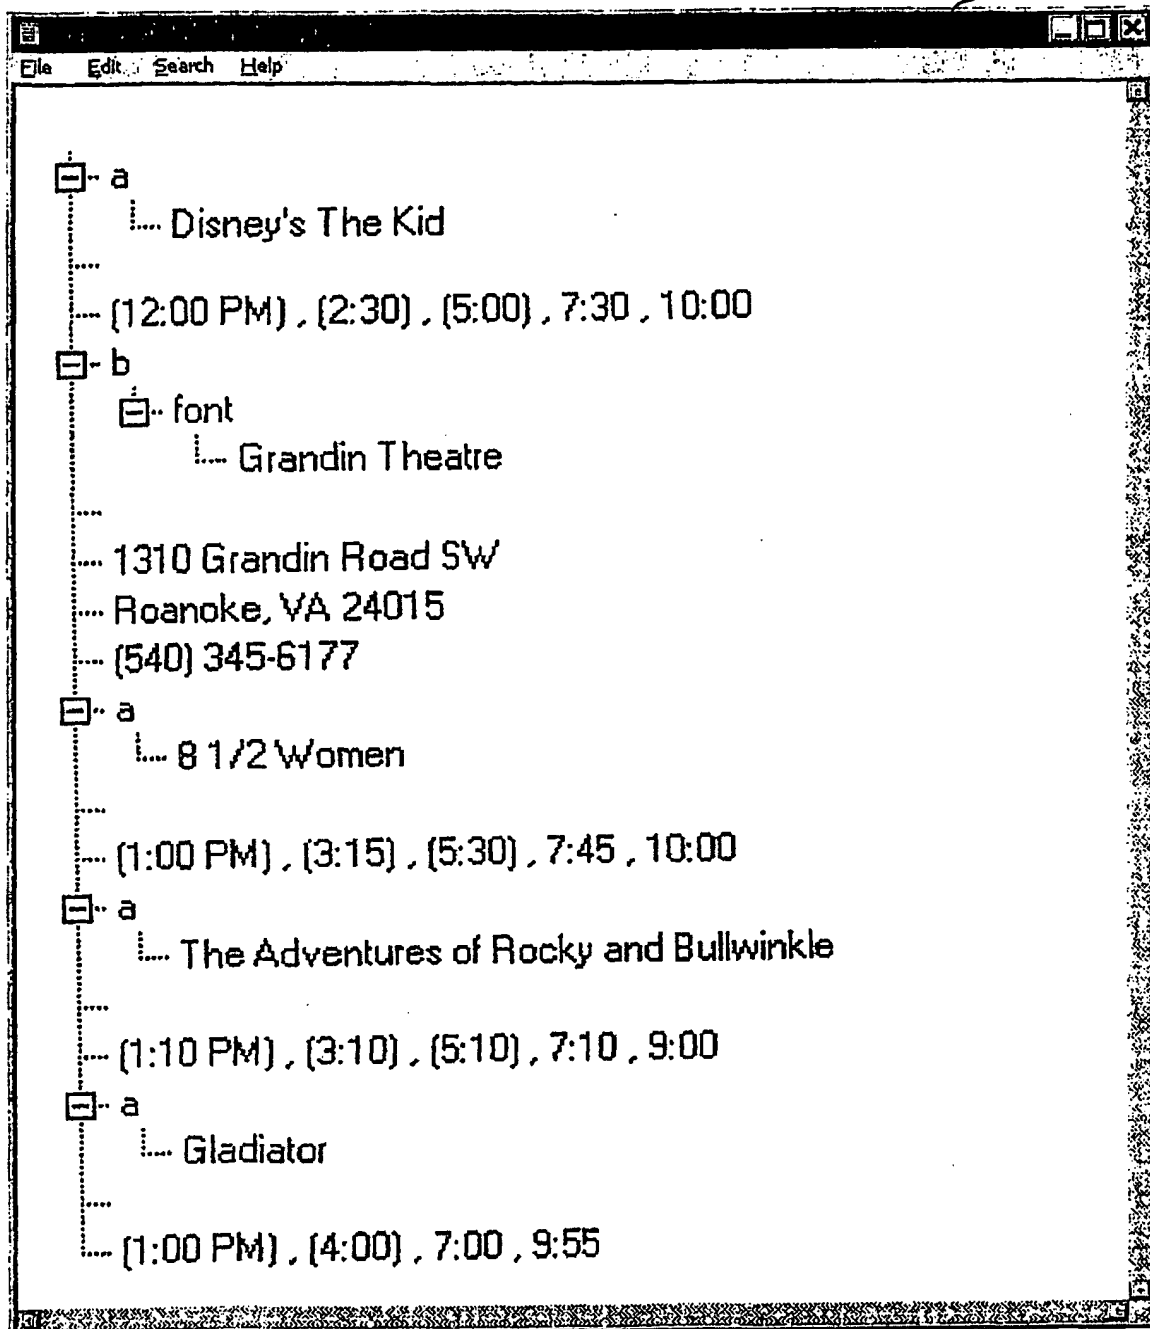 File Edit Search Help
a
Disney's The Kid
(12:00 PM) , (2:30) , (5:00) , 7:30 , 10:00
b
font
Grandin Theatre
1310 Grandin Road SW
Roanoke, VA 24015
(540) 345-6177
a
8 1/2 Women
(1:00 PM) , (3:15) , (5:30) , 7:45 , 10:00
a
The Adventures of Rocky and Bullwinkle
(1:10 PM) , (3:10) , (5:10) , 7:10 , 9:00
a
Gladiator
(1:00 PM) , (4:00) , 7:00 , 9:55